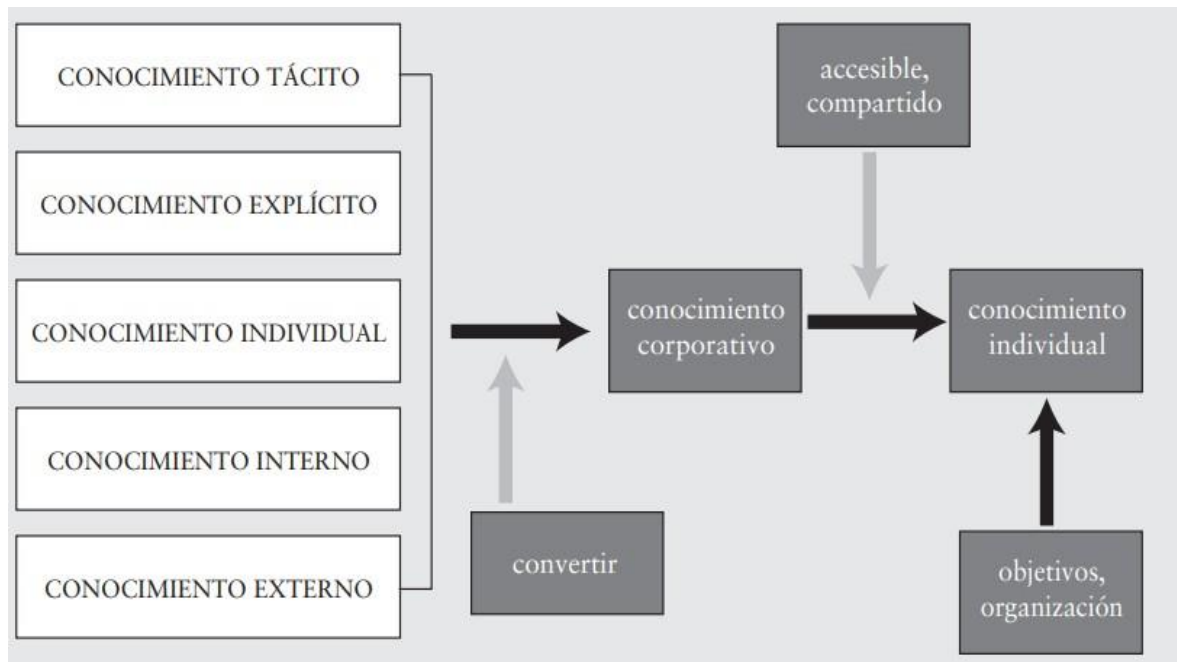 CONOCIMIENTO TÁCITO
CONOCIMIENTO EXPLÍCITO
CONOCIMIENTO INDIVIDUAL
CONOCIMIENTO INTERNO
CONOCIMIENTO EXTERNO
convertir
conocimiento
corporativo
accesible,
compartido
conocimiento
individual
objetivos,
organización